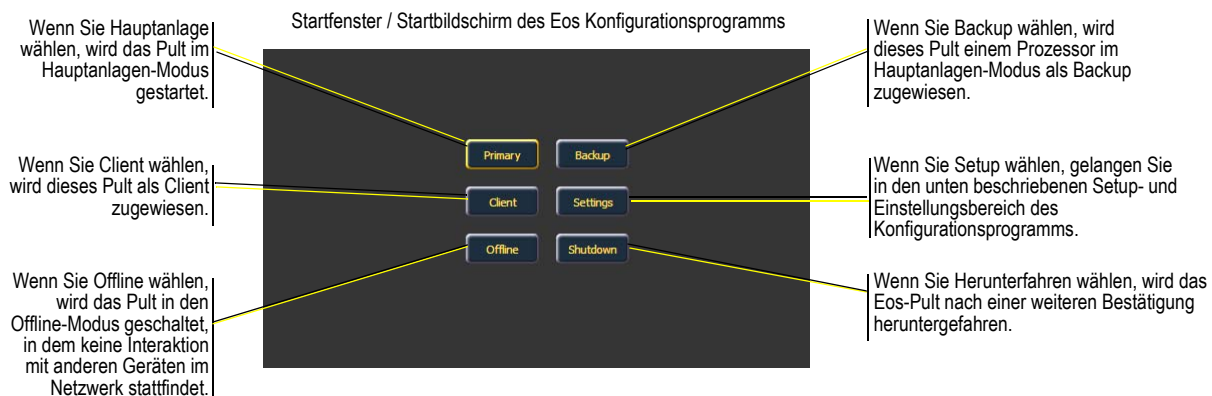 Startfenster / Startbildschirm des Eos Konfigurationsprogramms
Wenn Sie Hauptanlage
wählen, wird das Pult im
Hauptanlagen-Modus
gestartet.
Wenn Sie Client wählen,
wird dieses Pult als Client
zugewiesen.
Wenn Sie Offline wählen,
wird das Pult in den
Offline-Modus geschaltet,
in dem keine Interaktion
mit anderen Geräten im
Netzwerk stattfindet.
Primary
Backup
Client
Settings
Offline
Shutdown
Wenn Sie Backup wählen, wird
dieses Pult einem Prozessor im
Hauptanlagen-Modus als Backup
zugewiesen.
Wenn Sie Setup wählen, gelangen Sie
in den unten beschriebenen Setup- und
Einstellungsbereich des
Konfigurationsprogramms.
Wenn Sie Herunterfahren wählen, wird das
Eos-Pult nach einer weiteren Bestätigung
heruntergefahren.